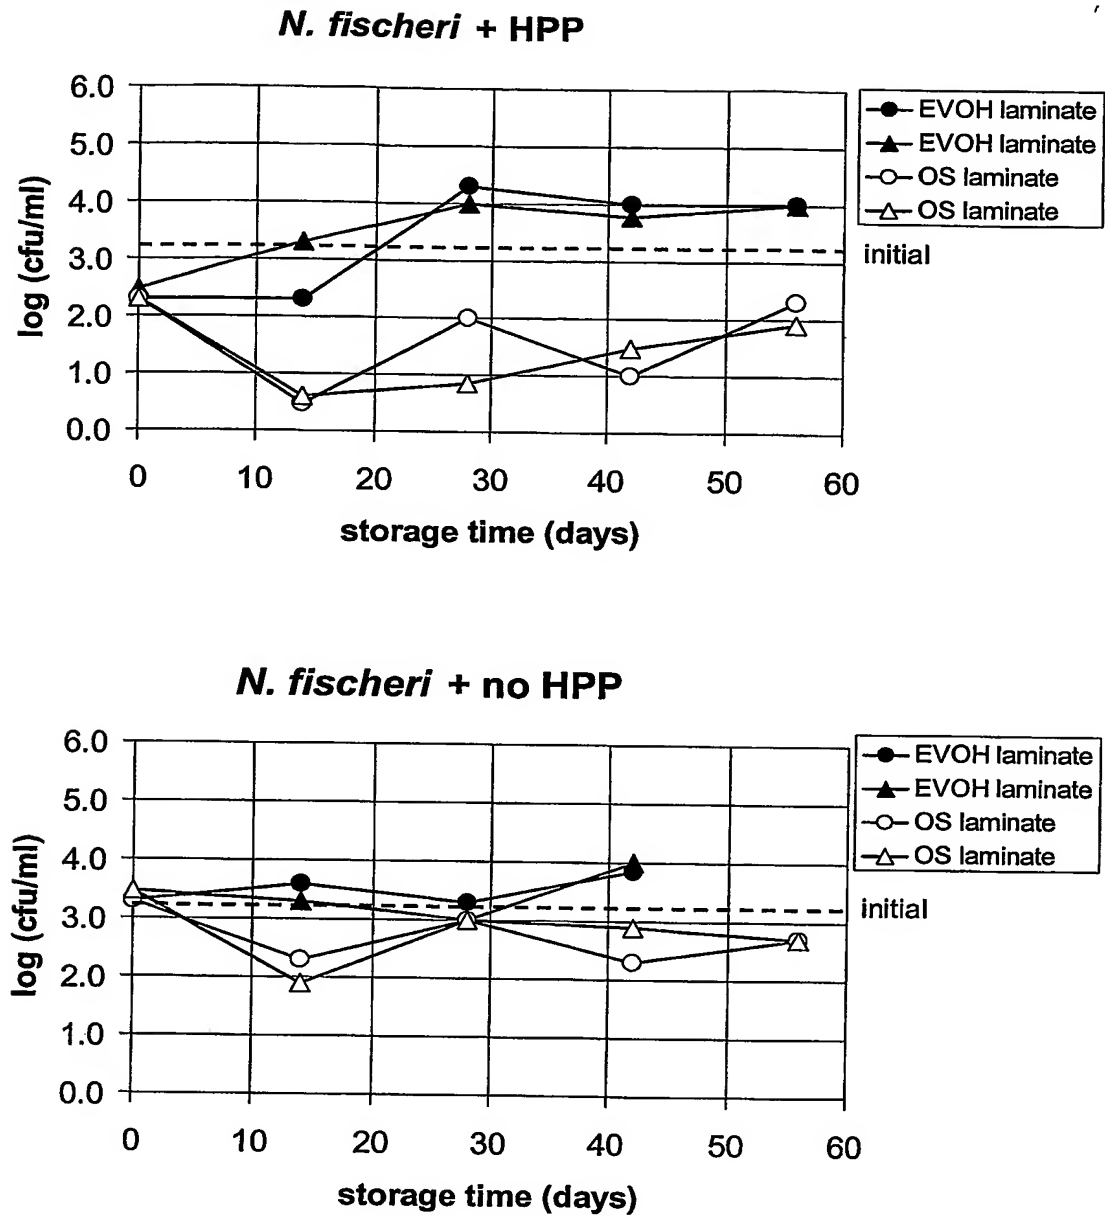 N. fischeri + HPP
6.0
5.0
4.0
3.0
2.0
1.0
0.0
log (cfu/ml)
0 10 20 30 40 50 60
storage time (days)
EVOH laminate
EVOH laminate
OS laminate
OS laminate
initial
N. fischeri + no HPP
6.0
5.0
4.0
3.0
2.0
1.0
0.0
log (cfu/ml)
0 10 20 30 40 50 60
storage time (days)
EVOH laminate
EVOH laminate
OS laminate
OS laminate
initial